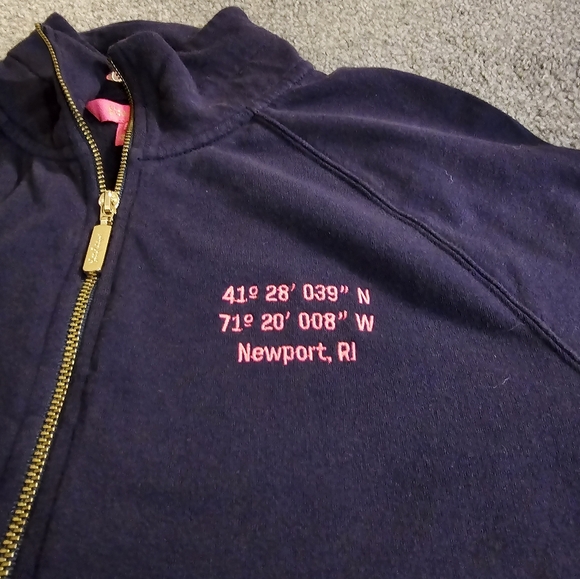 41º 28' 039" N
71º 20' 008" W
Newport, RI